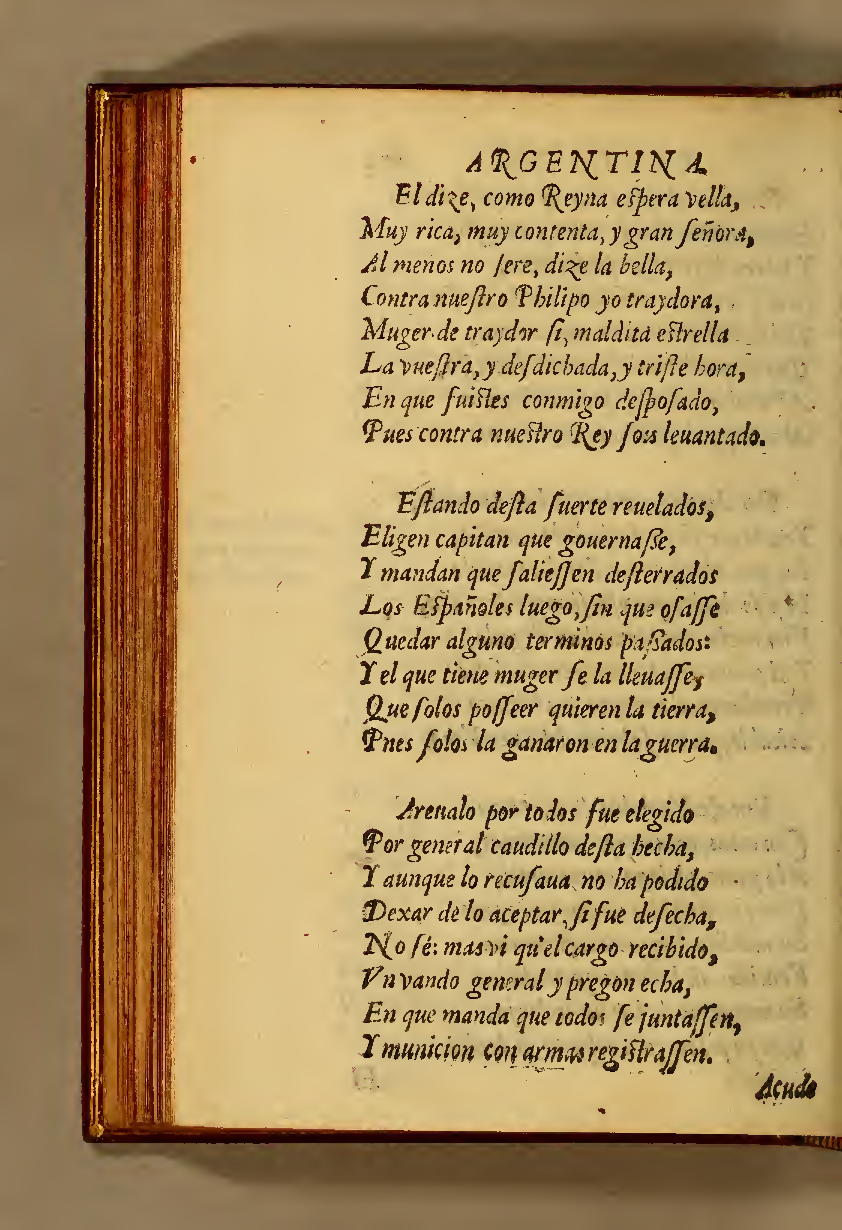 ARGENTINA
El dize, como Reyna espera vella,
Muy rica, muy contenta, y gran señora,
Al menos no sere, dize la bella,
Contra nuestro Philipo yo traydora,
Muger de traydor si, maldita estrella
La vuestra, y desdichada, y triste hora,
En que fuistes conmigo desposado,
Pues contra nuestro Rey sois leuantado.
Estando desta suerte reuelados,
Eligen capitan que gouernasse,
Y mandan que saliessen desterrados
Los Españoles luego, sin que osasse
Quedar alguno terminos passados:
Y el que tiene muger se la lleuasse,
Que solos posseer quieren la tierra,
Pnes solos la ganaron en la guerra.
Areualo por todos fue elegido
Por general caudillo desta hecha,
Y aunque lo recusaua no ha podido
Dexar de lo aceptar, si fue desecha,
No sé: mas vi qu'el cargo recibido,
Vn vando general y pregon echa,
En que manda que todos se juntassen,
Y municion con armas registrassen.
Acude